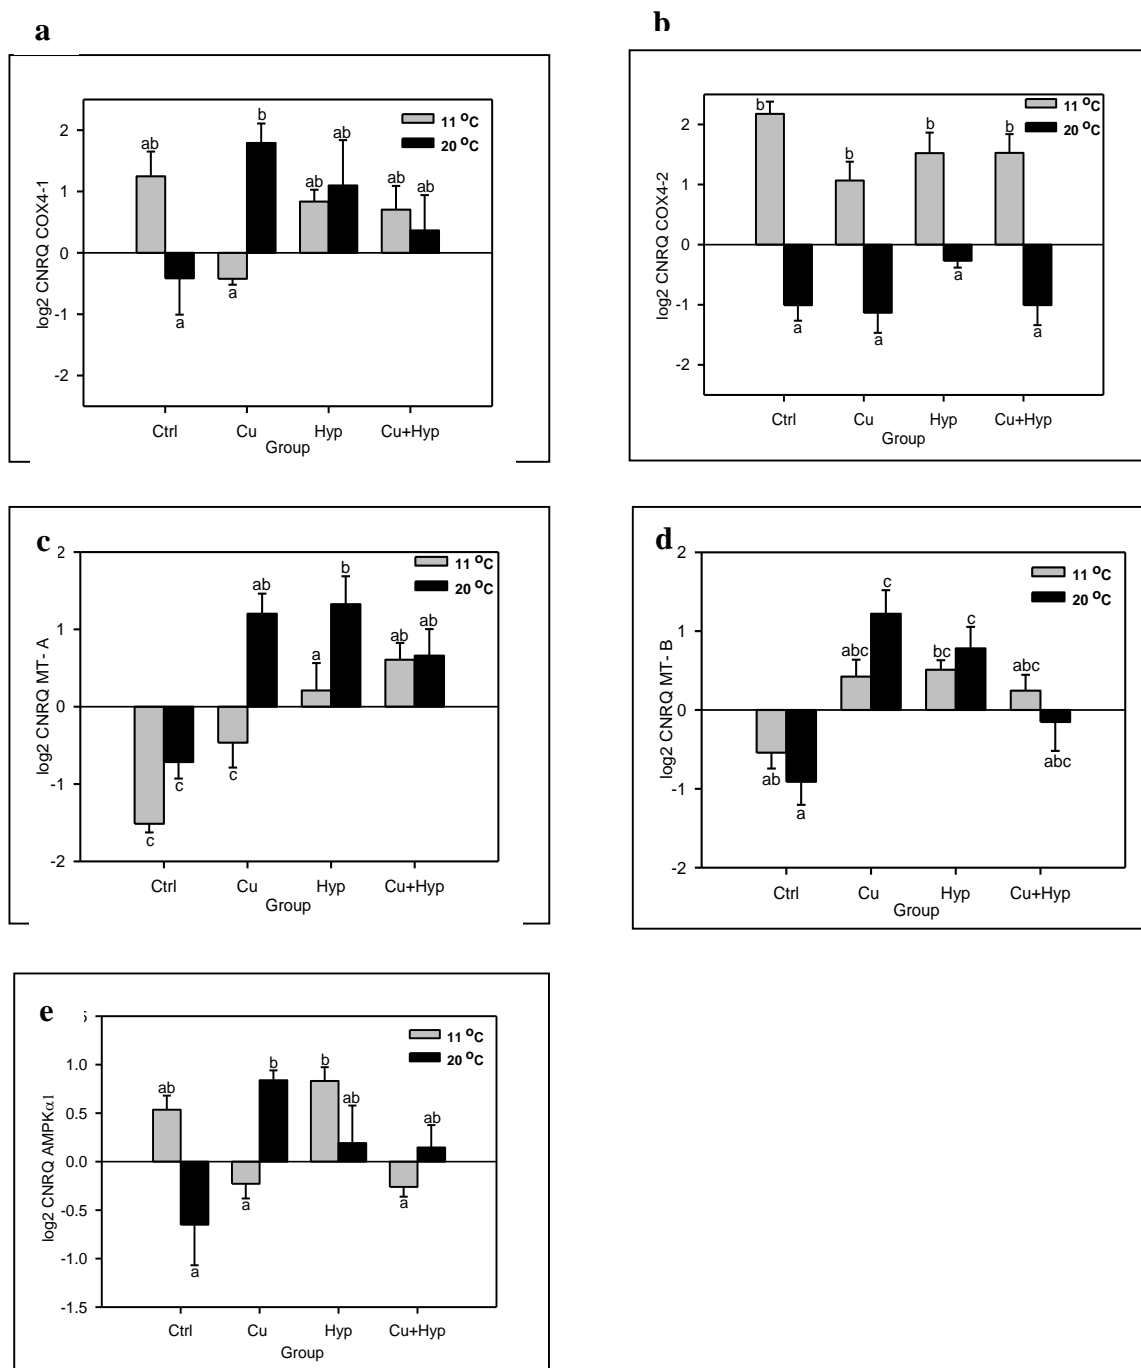 a
11 °C
20 °C
log2 CNRQ COX4-1
2
1
0
-1
-2
ab
a
a
b
ab
ab
ab
ab
Ctrl
Cu
Hyp
Cu+Hyp
Group
b
11 °C
20 °C
log2 CNRQ COX4-2
2
1
0
-1
-2
b
a
b
a
b
a
b
a
Ctrl
Cu
Hyp
Cu+Hyp
Group
c
11 °C
20 °C
log2 CNRQ MT- A
2
1
0
-1
-2
c
c
c
ab
a
b
ab
ab
Ctrl
Cu
Hyp
Cu+Hyp
Group
d
11 °C
20 °C
log2 CNRQ MT- B
2
1
0
-1
-2
ab
a
abc
c
bc
c
abc
abc
Ctrl
Cu
Hyp
Cu+Hyp
Group
e
11 °C
20 °C
log2 CNRQ AMPKα1
1.0
0.5
0.0
-0.5
-1.0
-1.5
ab
a
a
b
b
ab
a
ab
Ctrl
Cu
Hyp
Cu+Hyp
Group